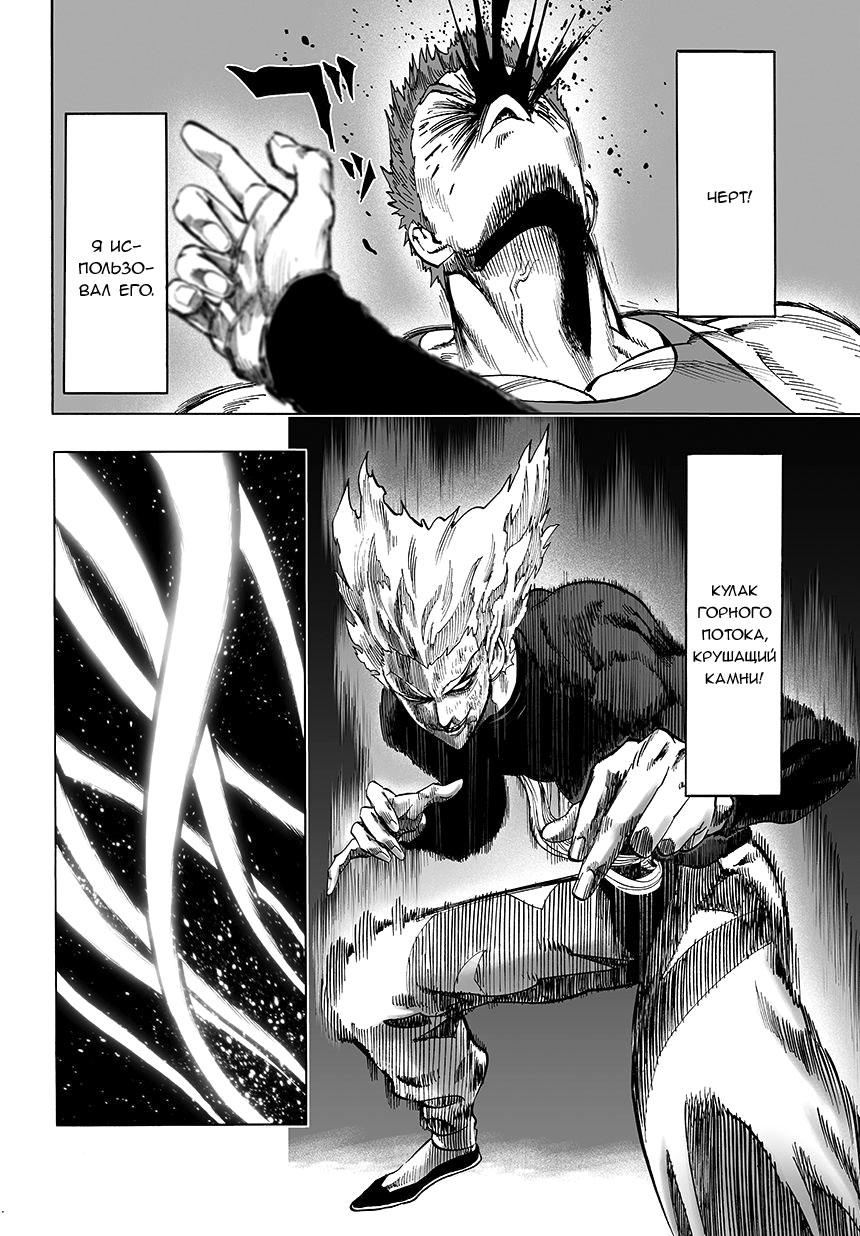 ЧЕРТ!
Я ИС-
ПОЛЬЗО-
ВАЛ ЕГО.
КУЛАК
ГОРНОГО
ПОТОКА,
КРУШАЩИЙ
КАМНИ!